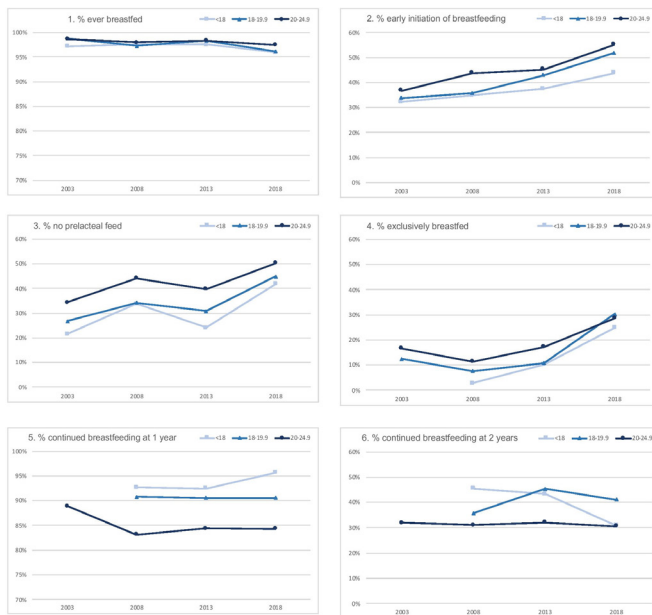 1. % ever breastfed
<18 18-19.9 20-24.9
100%
95%
90%
85%
80%
75%
70%
2003 2008 2013 2018
2. % early initiation of breastfeeding
<18 18-19.9 20-24.9
60%
50%
40%
30%
20%
10%
0%
2003 2008 2013 2018
3. % no prelacteal feed
<18 18-19.9 20-24.9
60%
50%
40%
30%
20%
10%
0%
2003 2008 2013 2018
4. % exclusively breastfed
<18 18-19.9 20-24.9
60%
50%
40%
30%
20%
10%
0%
2003 2008 2013 2018
5. % continued breastfeeding at 1 year
<18 18-19.9 20-24.9
100%
95%
90%
85%
80%
75%
70%
2003 2008 2013 2018
6. % continued breastfeeding at 2 years
<18 18-19.9 20-24.9
60%
50%
40%
30%
20%
10%
0%
2003 2008 2013 2018